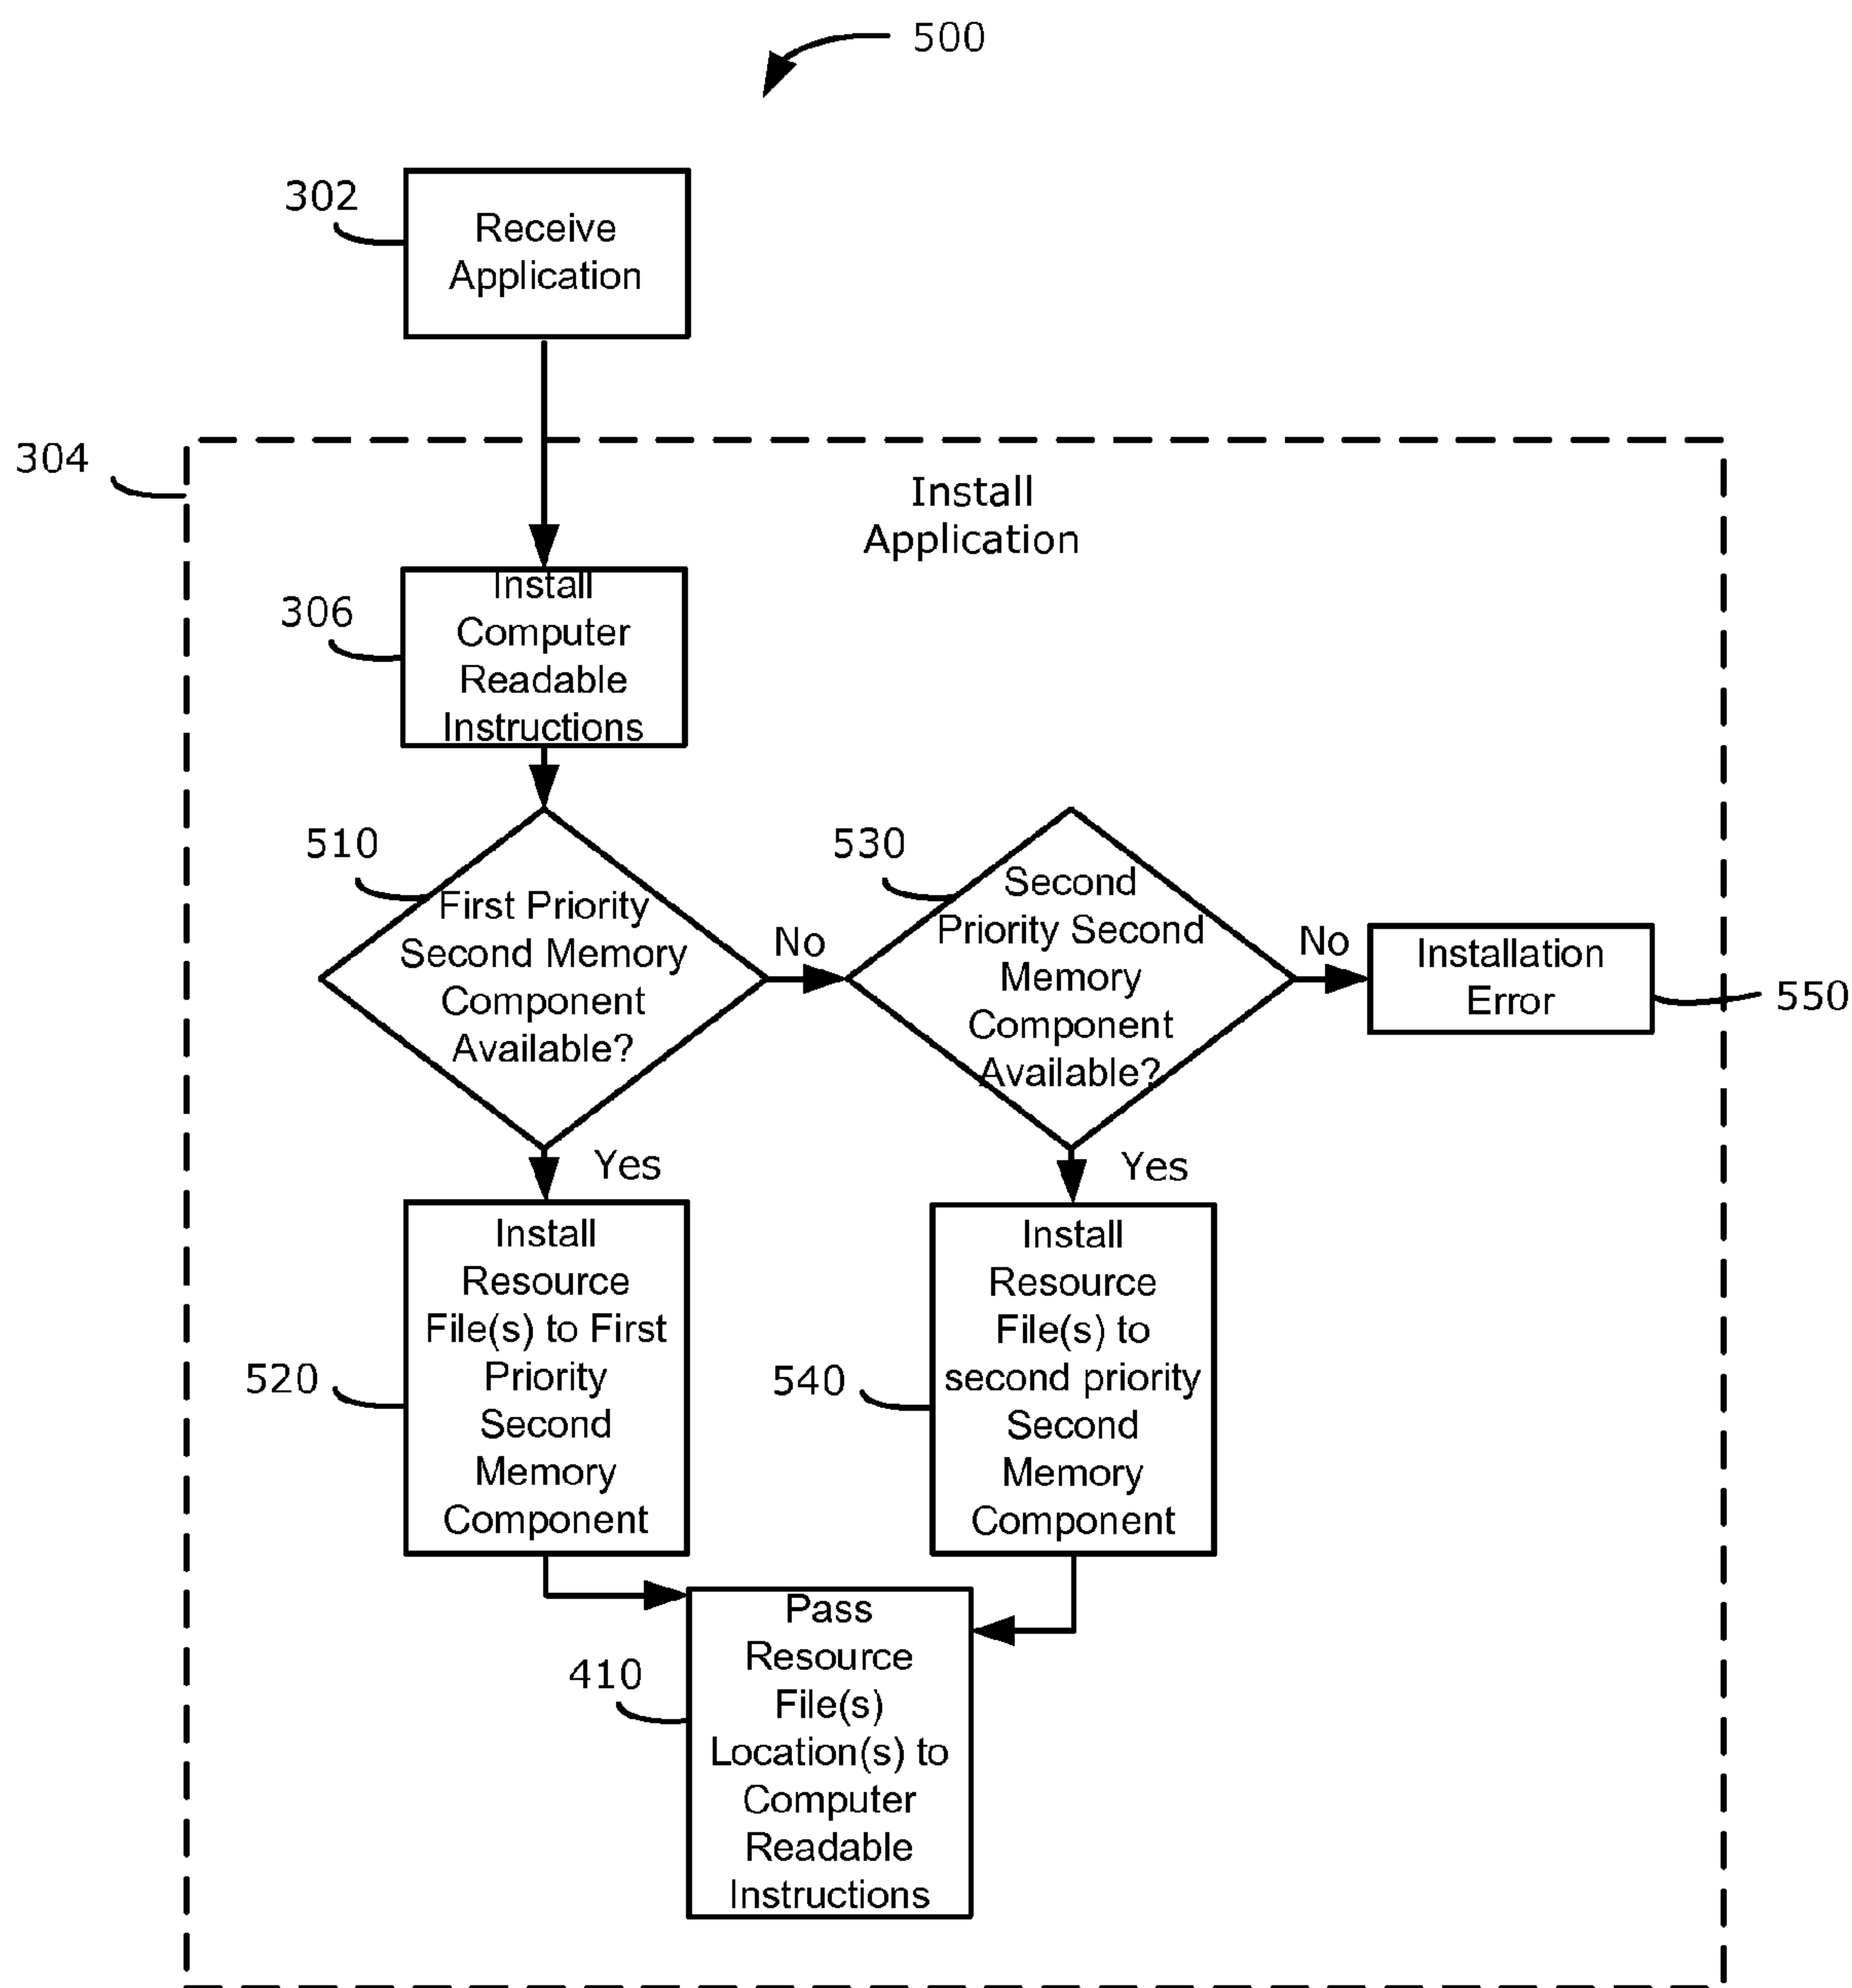 500
302
Receive
Application
304
Install
Application
306
Install
Computer
Readable
Instructions
510
First Priority
Second Memory
Component
Available?
No
530
Second
Priority Second
Memory
Component
Available?
No
Installation
Error
550
Yes
Yes
520
Install
Resource
File(s) to First
Priority
Second
Memory
Component
540
Install
Resource
File(s) to
second priority
Second
Memory
Component
410
Pass
Resource
File(s)
Location(s) to
Computer
Readable
Instructions